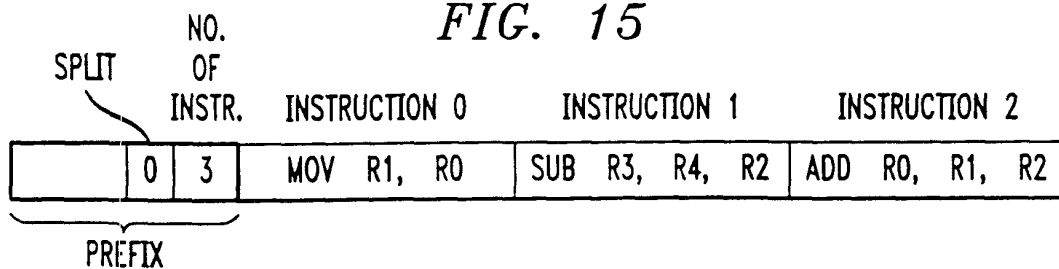 FIG. 15
SPLIT
NO.
OF
INSTR.
INSTRUCTION 0 INSTRUCTION 1 INSTRUCTION 2
0 3 MOV R1, R0 SUB R3, R4, R2 ADD R0, R1, R2
PREFIX